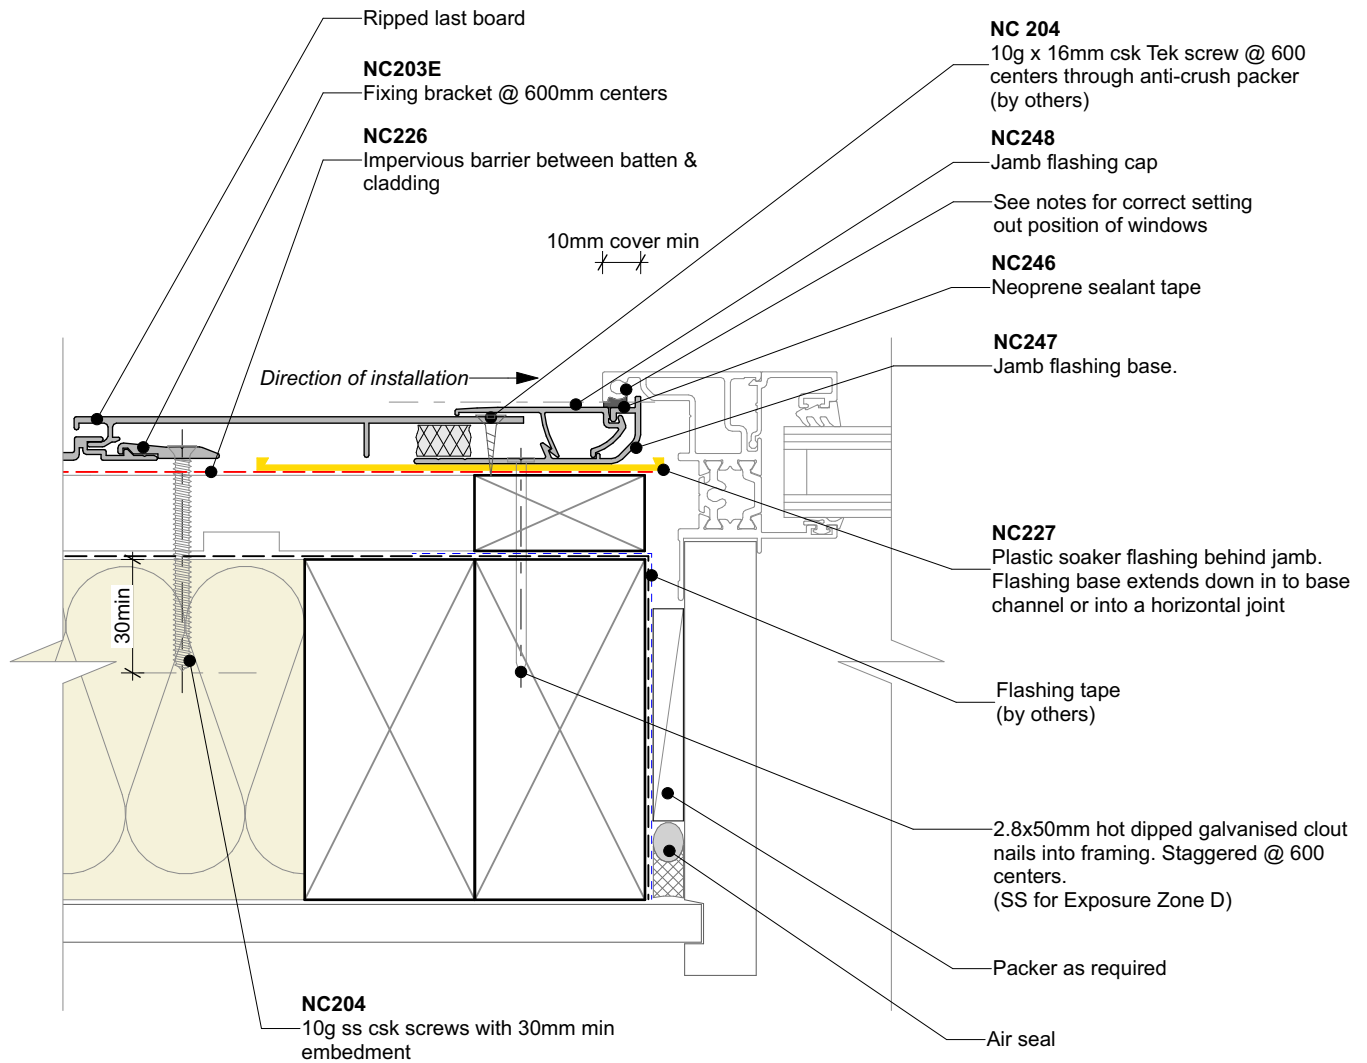 Ripped last board
NC203E
Fixing bracket @ 600mm centers
NC226
Impervious barrier between batten &
cladding
10mm cover min
Direction of installation
30min
NC204
10g ss csk screws with 30mm min
embedment
NC 204
10g x 16mm csk Tek screw @ 600
centers through anti-crush packer
(by others)
NC248
Jamb flashing cap
See notes for correct setting
out position of windows
NC246
Neoprene sealant tape
NC247
Jamb flashing base.
NC227
Plastic soaker flashing behind jamb.
Flashing base extends down in to base
channel or into a horizontal joint
Flashing tape
(by others)
2.8x50mm hot dipped galvanised clout
nails into framing. Staggered @ 600
centers.
(SS for Exposure Zone D)
Packer as required
Air seal